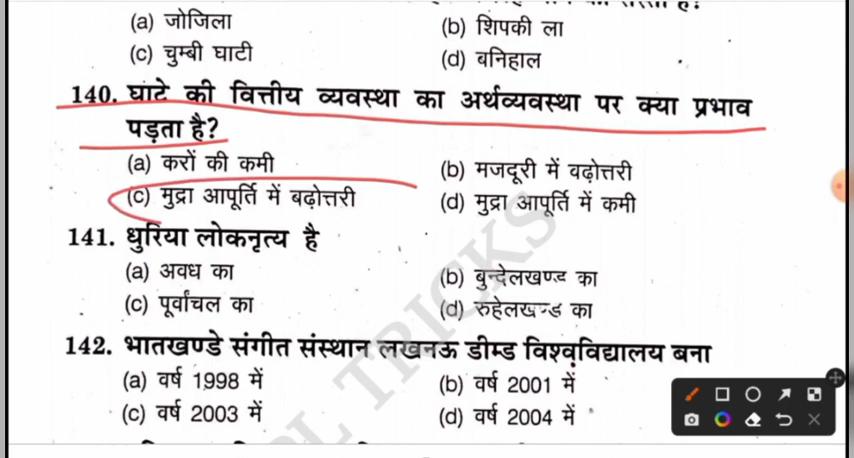 (a) जोजिला (b) शिपकी ला
(c) चुम्बी घाटी (d) बनिहाल
140. घाटे की वित्तीय व्यवस्था का अर्थव्यवस्था पर क्या प्रभाव
पड़ता है?
(a) करों की कमी (b) मजदूरी में बढ़ोत्तरी
(c) मुद्रा आपूर्ति में बढ़ोत्तरी (d) मुद्रा आपूर्ति में कमी
141. धुरिया लोकनृत्य है
(a) अवध का (b) बुन्देलखण्ड का
(c) पूर्वांचल का (d) रुहेलखण्ड का
142. भातखण्डे संगीत संस्थान लखनऊ डीम्ड विश्वविद्यालय बना
(a) वर्ष 1998 में (b) वर्ष 2001 में
(c) वर्ष 2003 में (d) वर्ष 2004 में
TRICKS